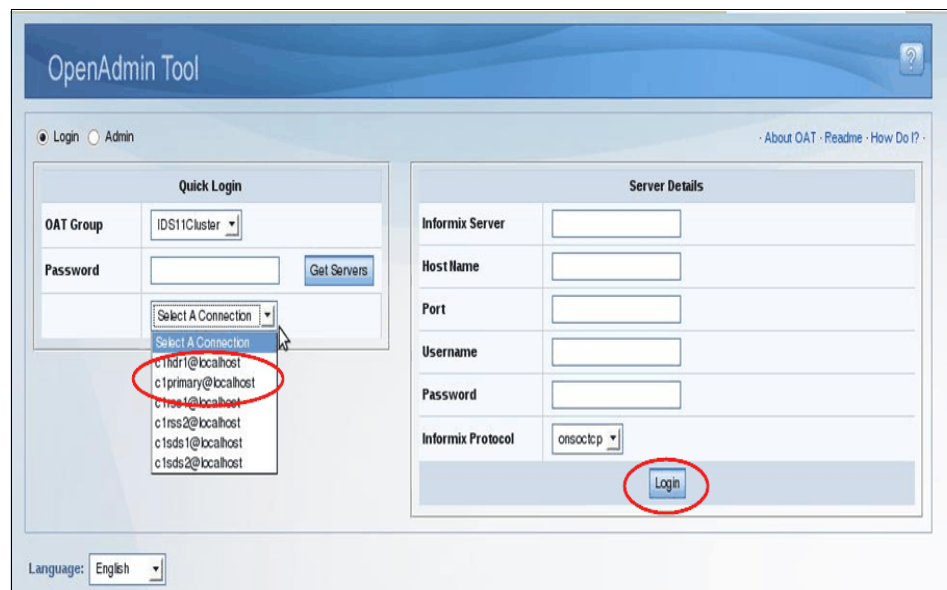 OpenAdmin Tool
?
Login Admin
· About OAT · Readme · How Do I? ·
Quick Login
OAT Group IDS11Cluster
Password Get Servers
Select A Connection
Select A Connection
c1hdr1@localhost
c1primary@localhost
c1rss1@localhost
c1rss2@localhost
c1sds1@localhost
c1sds2@localhost
Server Details
Informix Server
Host Name
Port
Username
Password
Informix Protocol onsoctcp
Login
Language: English